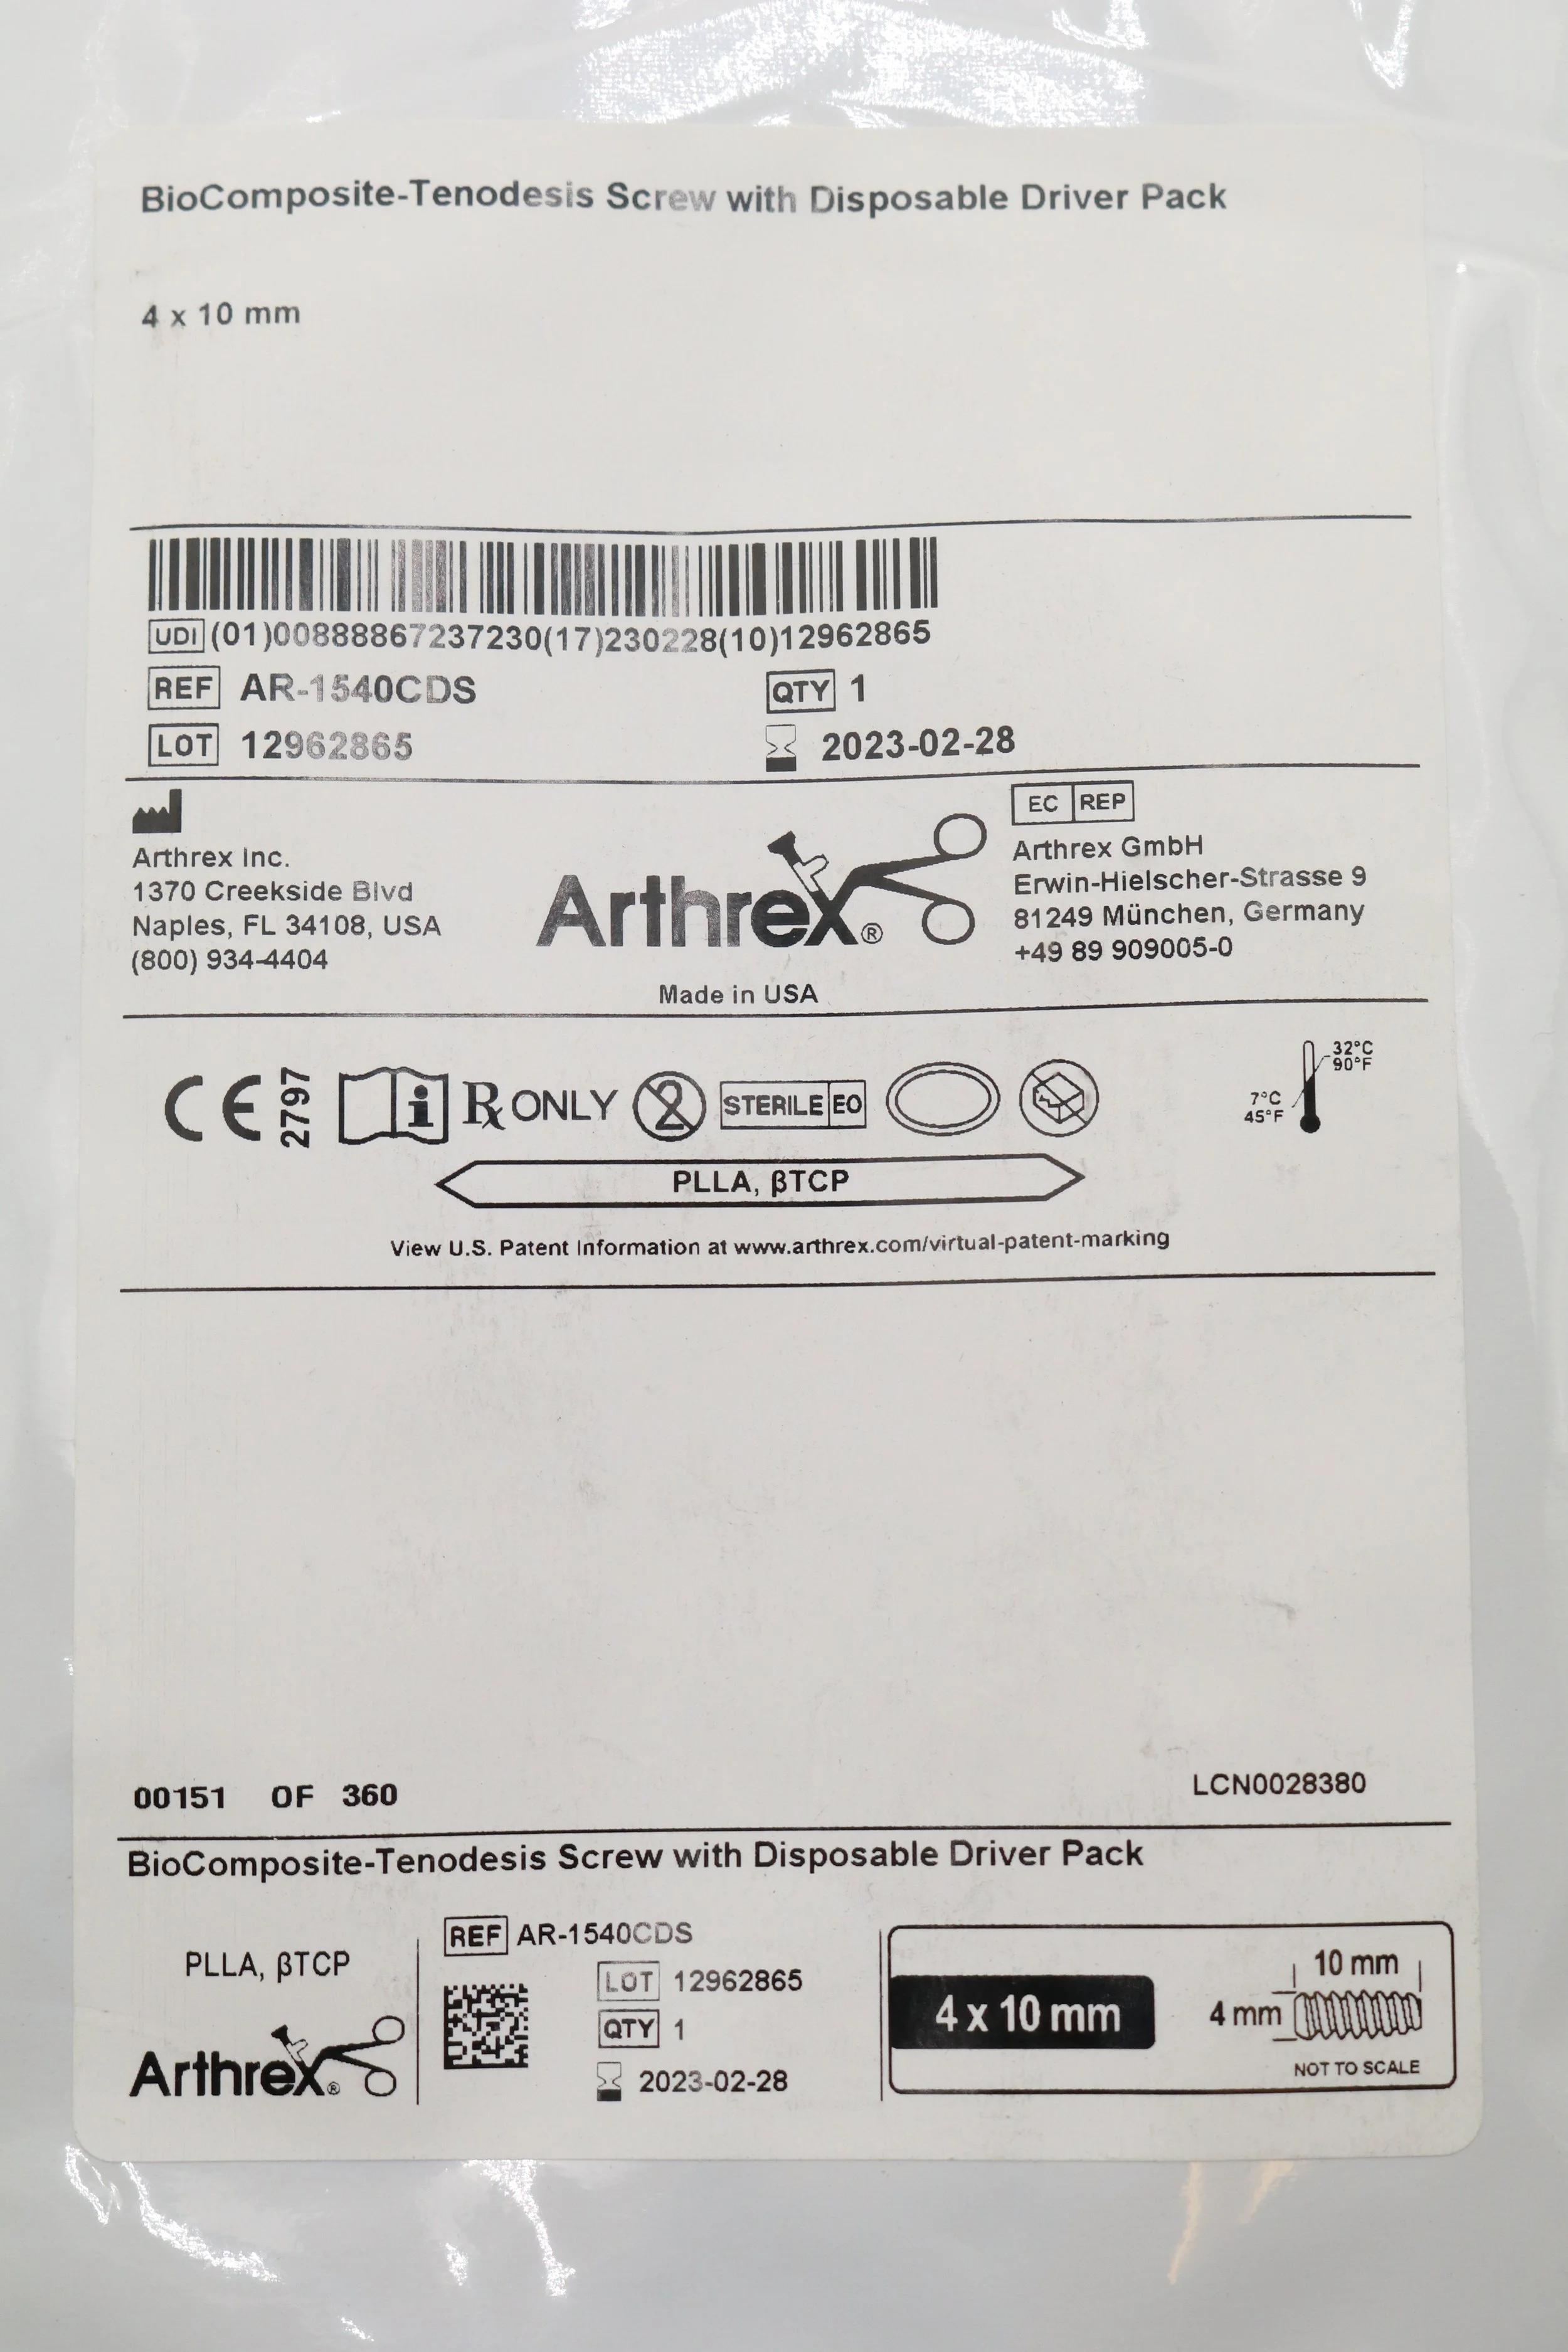 BioComposite-Tenodesis Screw with Disposable Driver Pack
4 x 10 mm
UDI (01)00888867237230(17)230228(10)12962865
REF AR-1540CDS QTY 1
LOT 12962865 2023-02-28
Arthrex Inc.
1370 Creekside Blvd
Naples, FL 34108, USA
(800) 934-4404
Arthrex®
Made in USA
EC REP
Arthrex GmbH
Erwin-Hielscher-Strasse 9
81249 München, Germany
+49 89 909005-0
CE 2797 i ℞ ONLY 2 STERILE EO
32°C
90°F
7°C
45°F
PLLA, βTCP
View U.S. Patent Information at www.arthrex.com/virtual-patent-marking
00151 OF 360 LCN0028380
BioComposite-Tenodesis Screw with Disposable Driver Pack
PLLA, βTCP
Arthrex®
REF AR-1540CDS
LOT 12962865
QTY 1
2023-02-28
4 x 10 mm
10 mm
4 mm
NOT TO SCALE